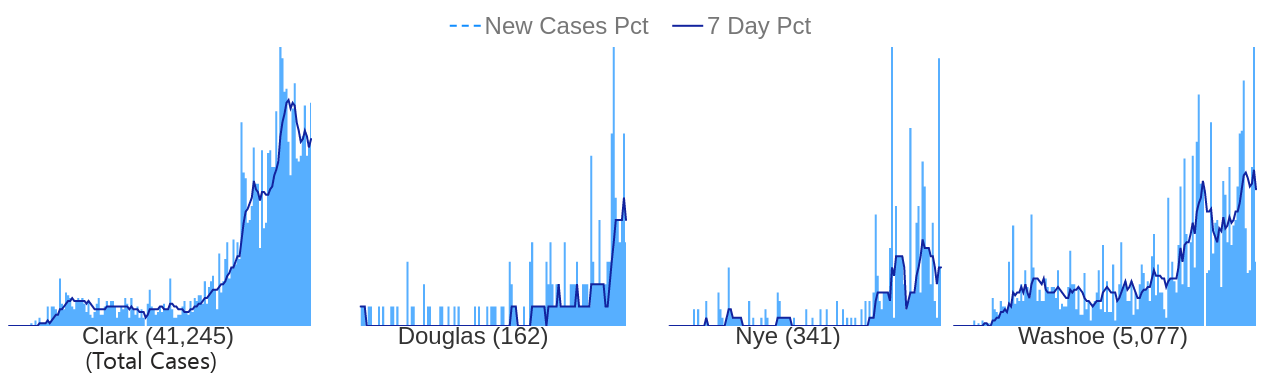 New Cases Pct 7 Day Pct
Clark (41,245) Douglas (162) Nye (341) Washoe (5,077)
(Total Cases)